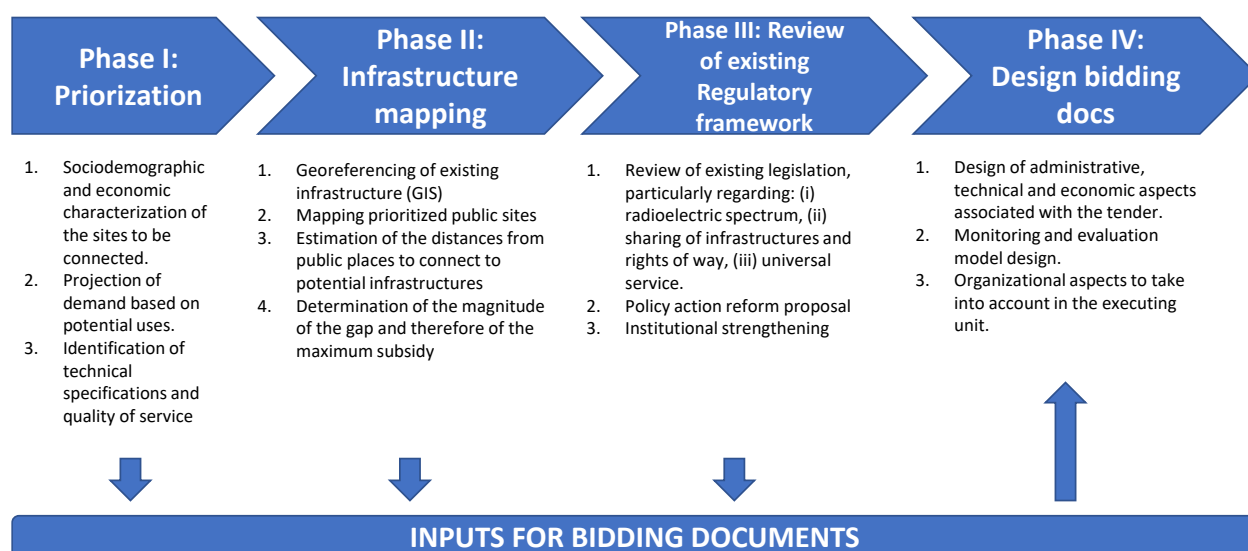 Phase I:
Priorization
Phase II:
Infrastructure
mapping
Phase III: Review
of existing
Regulatory
framework
Phase IV:
Design bidding
docs
1. Sociodemographic
and economic
characterization of
the sites to be
connected.
2. Projection of
demand based on
potential uses.
3. Identification of
technical
specifications and
quality of service
1. Georeferencing of existing
infrastructure (GIS)
2. Mapping prioritized public sites
3. Estimation of the distances from
public places to connect to
potential infrastructures
4. Determination of the magnitude
of the gap and therefore of the
maximum subsidy
1. Review of existing legislation,
particularly regarding: (i)
radioelectric spectrum, (ii)
sharing of infrastructures and
rights of way, (iii) universal
service.
2. Policy action reform proposal
3. Institutional strengthening
1. Design of administrative,
technical and economic aspects
associated with the tender.
2. Monitoring and evaluation
model design.
3. Organizational aspects to take
into account in the executing
unit.
INPUTS FOR BIDDING DOCUMENTS